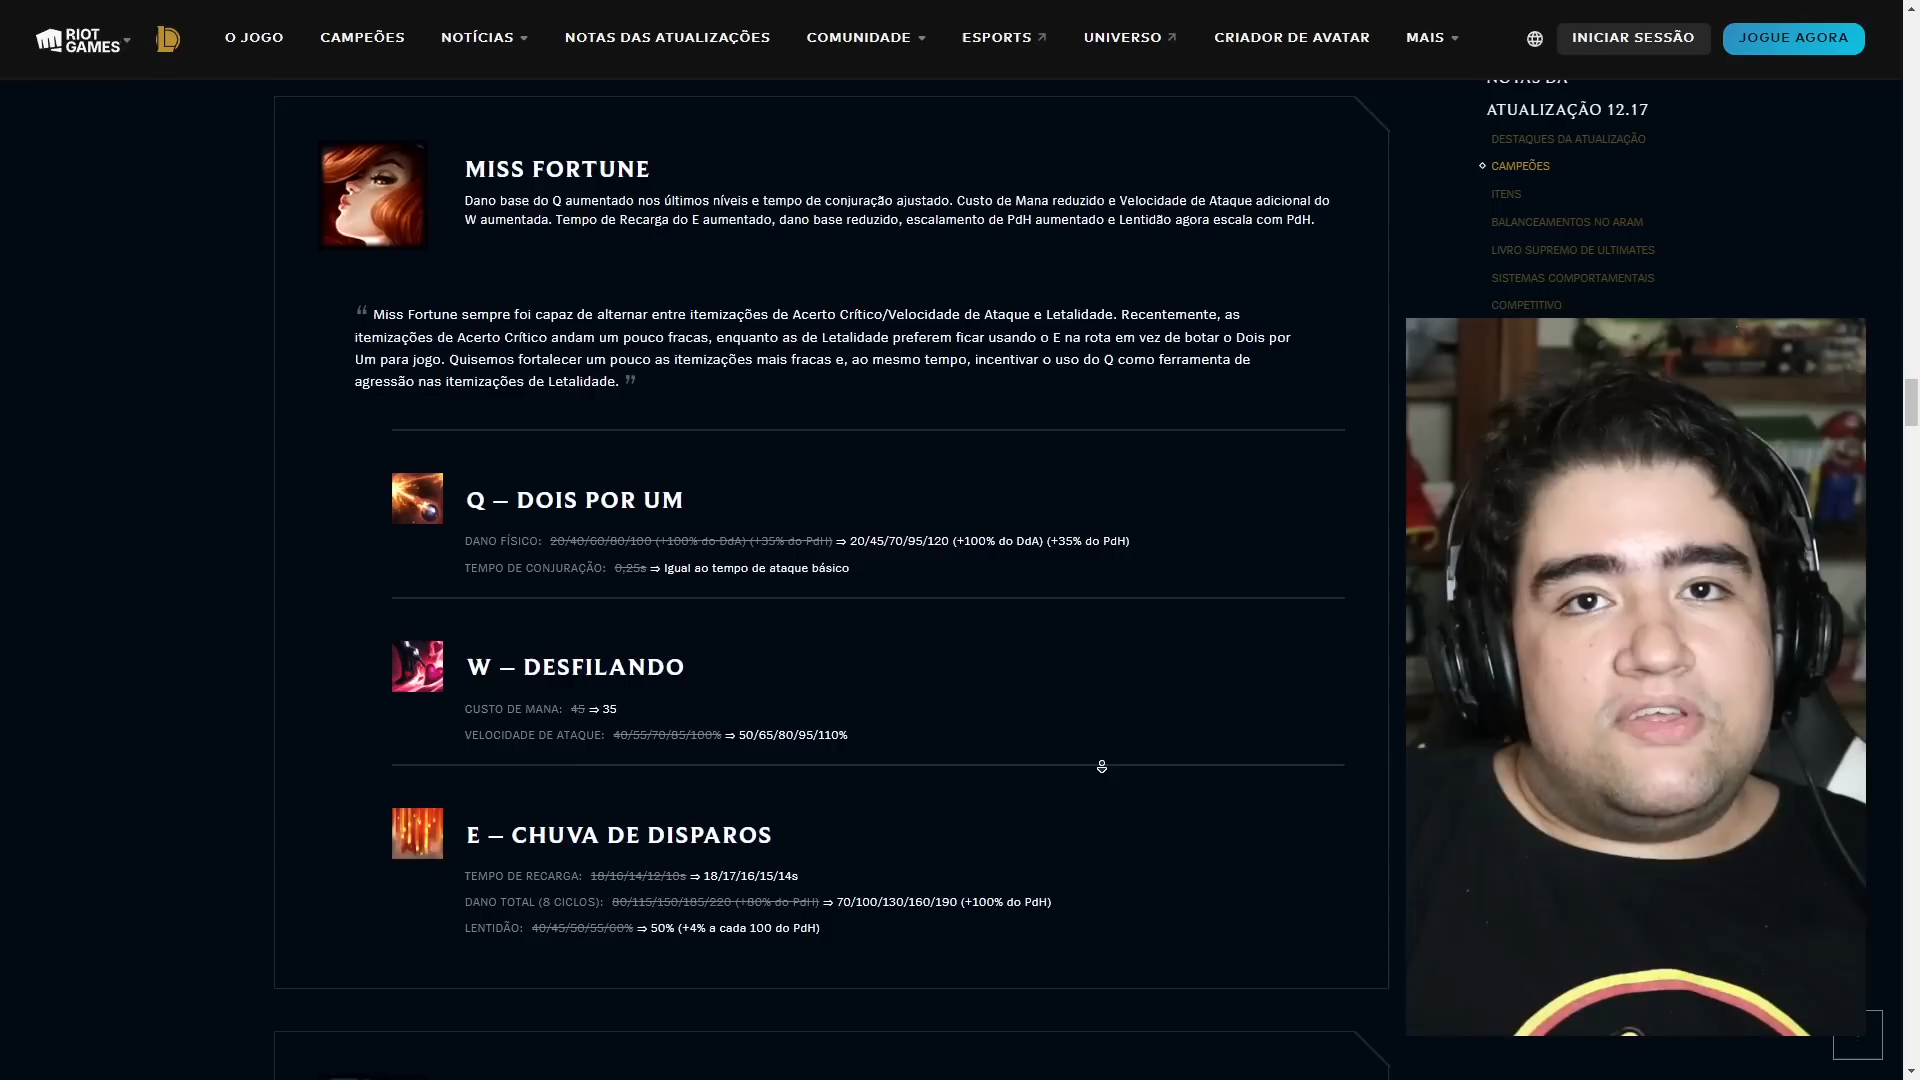 RIOT GAMES
O JOGO
CAMPEÕES
NOTÍCIAS
NOTAS DAS ATUALIZAÇÕES
COMUNIDADE
ESPORTS
UNIVERSO
CRIADOR DE AVATAR
MAIS
INICIAR SESSÃO
JOGUE AGORA
NOTAS DA
ATUALIZAÇÃO 12.17
DESTAQUES DA ATUALIZAÇÃO
CAMPEÕES
ITENS
BALANCEAMENTOS NO ARAM
LIVRO SUPREMO DE ULTIMATES
SISTEMAS COMPORTAMENTAIS
COMPETITIVO
MISS FORTUNE
Dano base do Q aumentado nos últimos níveis e tempo de conjuração ajustado. Custo de Mana reduzido e Velocidade de Ataque adicional do
W aumentada. Tempo de Recarga do E aumentado, dano base reduzido, escalamento de PdH aumentado e Lentidão agora escala com PdH.
“ Miss Fortune sempre foi capaz de alternar entre itemizações de Acerto Crítico/Velocidade de Ataque e Letalidade. Recentemente, as
itemizações de Acerto Crítico andam um pouco fracas, enquanto as de Letalidade preferem ficar usando o E na rota em vez de botar o Dois por
Um para jogo. Quisemos fortalecer um pouco as itemizações mais fracas e, ao mesmo tempo, incentivar o uso do Q como ferramenta de
agressão nas itemizações de Letalidade. ”
Q – DOIS POR UM
DANO FÍSICO: 20/40/60/80/100 (+100% do DdA) (+35% do PdH) ⇒ 20/45/70/95/120 (+100% do DdA) (+35% do PdH)
TEMPO DE CONJURAÇÃO: 0,25s ⇒ Igual ao tempo de ataque básico
W – DESFILANDO
CUSTO DE MANA: 45 ⇒ 35
VELOCIDADE DE ATAQUE: 40/55/70/85/100% ⇒ 50/65/80/95/110%
E – CHUVA DE DISPAROS
TEMPO DE RECARGA: 18/16/14/12/10s ⇒ 18/17/16/15/14s
DANO TOTAL (8 CICLOS): 80/115/150/185/220 (+80% do PdH) ⇒ 70/100/130/160/190 (+100% do PdH)
LENTIDÃO: 40/45/50/55/60% ⇒ 50% (+4% a cada 100 do PdH)